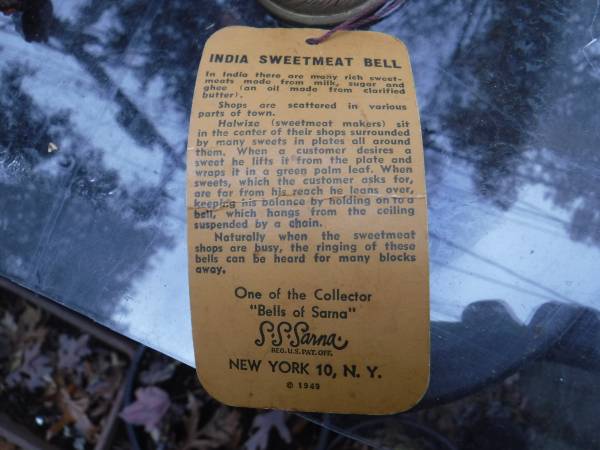 INDIA SWEETMEAT BELL
In India there are many rich sweet-
meats made from milk, sugar and
ghee (an oil made from clarified
butter).
Shops are scattered in various
parts of town.
Halwize (sweetmeat makers) sit
in the center of their shops surrounded
by many sweets in plates all around
them. When a customer desires a
sweet he lifts it from the plate and
wraps it in a green palm leaf. When
sweets, which the customer asks for,
are far from his reach he leans over,
keeping his balance by holding on to a
bell, which hangs from the ceiling
suspended by a chain.
Naturally when the sweetmeat
shops are busy, the ringing of these
bells can be heard for many blocks
away.
One of the Collector
"Bells of Sarna"
S.S. Sarna
REG. U.S. PAT. OFF.
NEW YORK 10, N. Y.
© 1949